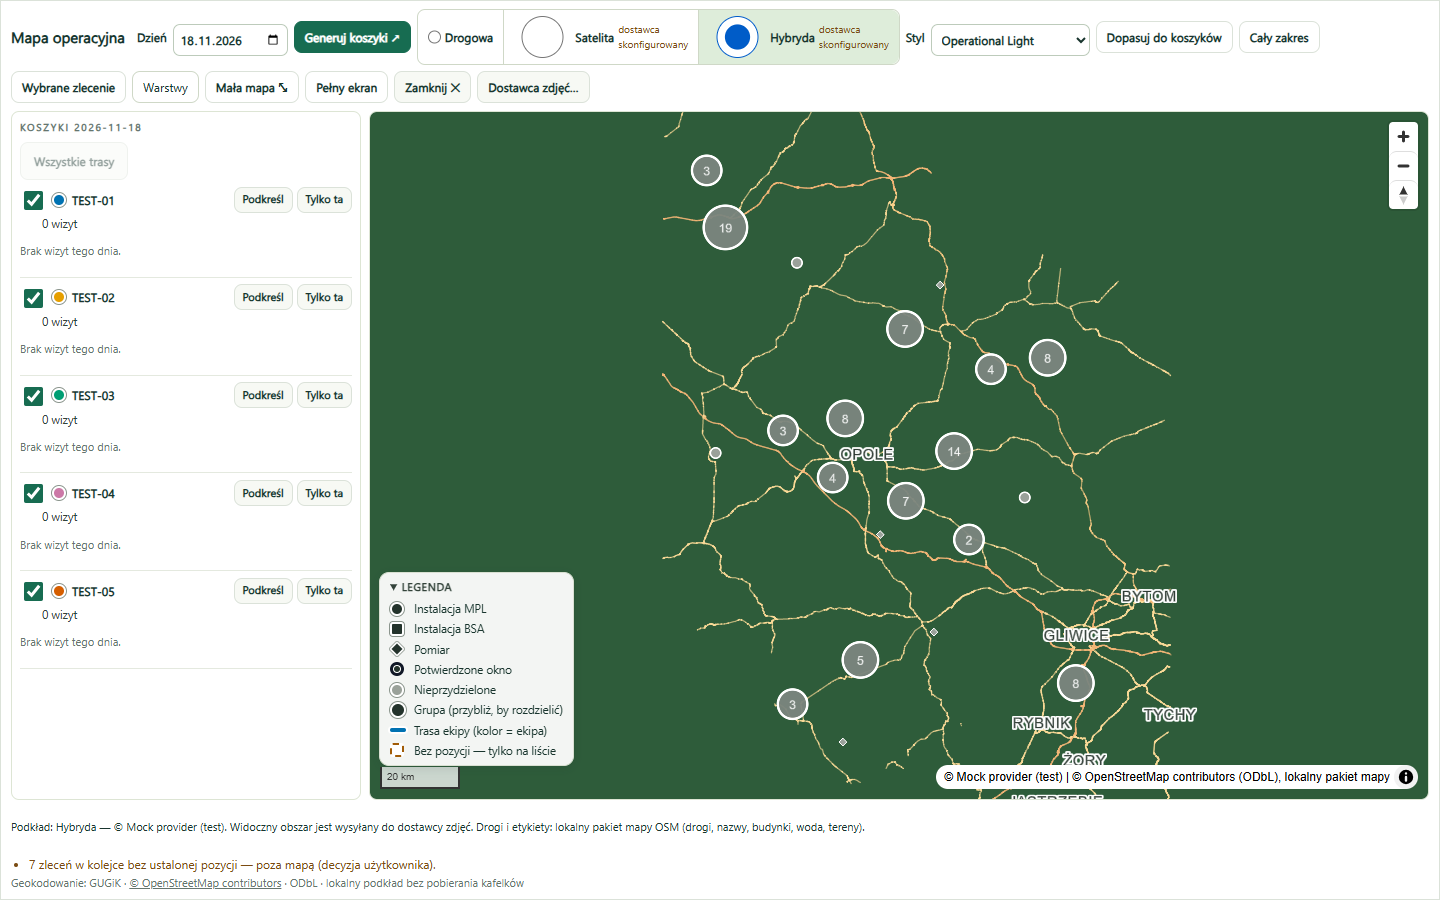 Mapa operacyjna
Dzień
18.11.2026
Generuj koszyki ↗
Drogowa
Satelita
dostawca
skonfigurowany
Hybryda
dostawca
skonfigurowany
Styl
Operational Light
Dopasuj do koszyków
Cały zakres
Wybrane zlecenie
Warstwy
Mała mapa ⤡
Pełny ekran
Zamknij ✕
Dostawca zdjęć...
KOSZYKI 2026-11-18
Wszystkie trasy
TEST-01
Podkreśl
Tylko ta
0 wizyt
Brak wizyt tego dnia.
TEST-02
Podkreśl
Tylko ta
0 wizyt
Brak wizyt tego dnia.
TEST-03
Podkreśl
Tylko ta
0 wizyt
Brak wizyt tego dnia.
TEST-04
Podkreśl
Tylko ta
0 wizyt
Brak wizyt tego dnia.
TEST-05
Podkreśl
Tylko ta
0 wizyt
Brak wizyt tego dnia.
3
19
7
8
4
8
3
OPOLE
14
4
7
2
BYTOM
GLIWICE
5
8
3
RYBNIK
TYCHY
ŻORY
▼ LEGENDA
Instalacja MPL
Instalacja BSA
Pomiar
Potwierdzone okno
Nieprzydzielone
Grupa (przybliż, by rozdzielić)
Trasa ekipy (kolor = ekipa)
Bez pozycji — tylko na liście
20 km
© Mock provider (test) | © OpenStreetMap contributors (ODbL), lokalny pakiet mapy
Podkład: Hybryda — © Mock provider (test). Widoczny obszar jest wysyłany do dostawcy zdjęć. Drogi i etykiety: lokalny pakiet mapy OSM (drogi, nazwy, budynki, woda, tereny).
• 7 zleceń w kolejce bez ustalonej pozycji — poza mapą (decyzja użytkownika).
Geokodowanie: GUGiK · © OpenStreetMap contributors · ODbL · lokalny podkład bez pobierania kafelków